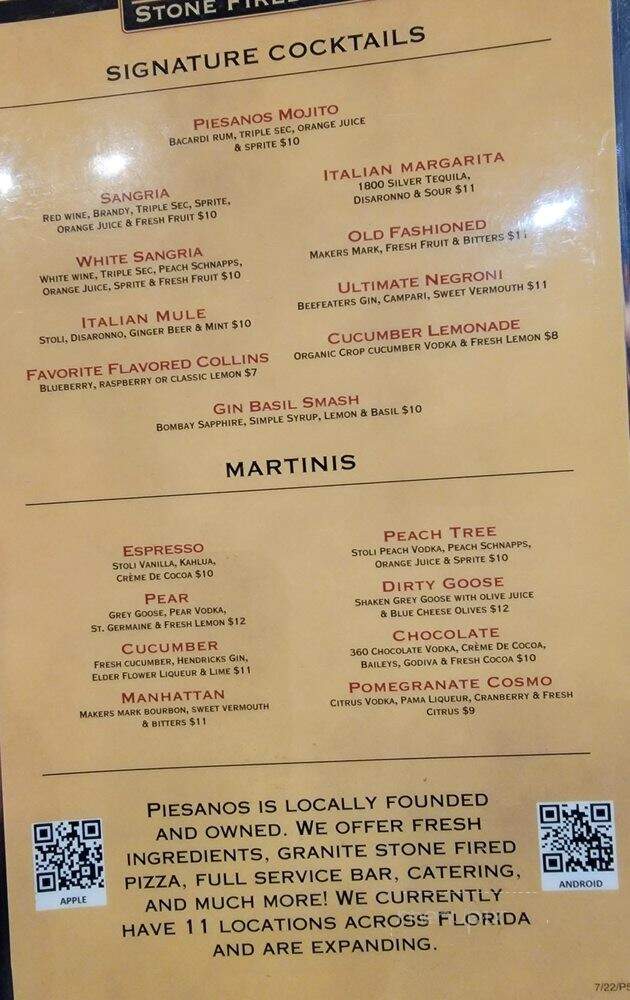 STONE FIRED
SIGNATURE COCKTAILS
PIESANOS MOJITO
BACARDI RUM, TRIPLE SEC, ORANGE JUICE
& SPRITE $10
SANGRIA
RED WINE, BRANDY, TRIPLE SEC, SPRITE,
ORANGE JUICE & FRESH FRUIT $10
WHITE SANGRIA
WHITE WINE, TRIPLE SEC, PEACH SCHNAPPS,
ORANGE JUICE, SPRITE & FRESH FRUIT $10
ITALIAN MULE
STOLI, DISARONNO, GINGER BEER & MINT $10
FAVORITE FLAVORED COLLINS
BLUEBERRY, RASPBERRY OR CLASSIC LEMON $7
ITALIAN MARGARITA
1800 SILVER TEQUILA,
DISARONNO & SOUR $11
OLD FASHIONED
MAKERS MARK, FRESH FRUIT & BITTERS $11
ULTIMATE NEGRONI
BEEFEATERS GIN, CAMPARI, SWEET VERMOUTH $11
CUCUMBER LEMONADE
ORGANIC CROP CUCUMBER VODKA & FRESH LEMON $8
GIN BASIL SMASH
BOMBAY SAPPHIRE, SIMPLE SYRUP, LEMON & BASIL $10
MARTINIS
ESPRESSO
STOLI VANILLA, KAHLUA,
CRÈME DE COCOA $10
PEAR
GREY GOOSE, PEAR VODKA,
ST. GERMAINE & FRESH LEMON $12
CUCUMBER
FRESH CUCUMBER, HENDRICKS GIN,
ELDER FLOWER LIQUEUR & LIME $11
MANHATTAN
MAKERS MARK BOURBON, SWEET VERMOUTH
& BITTERS $11
PEACH TREE
STOLI PEACH VODKA, PEACH SCHNAPPS,
ORANGE JUICE & SPRITE $10
DIRTY GOOSE
SHAKEN GREY GOOSE WITH OLIVE JUICE
& BLUE CHEESE OLIVES $12
CHOCOLATE
360 CHOCOLATE VODKA, CRÈME DE COCOA,
BAILEYS, GODIVA & FRESH COCOA $10
POMEGRANATE COSMO
CITRUS VODKA, PAMA LIQUEUR, CRANBERRY & FRESH
CITRUS $9
PIESANOS IS LOCALLY FOUNDED
AND OWNED. WE OFFER FRESH
INGREDIENTS, GRANITE STONE FIRED
PIZZA, FULL SERVICE BAR, CATERING,
AND MUCH MORE! WE CURRENTLY
HAVE 11 LOCATIONS ACROSS FLORIDA
AND ARE EXPANDING.
APPLE
ANDROID
7/22/PS